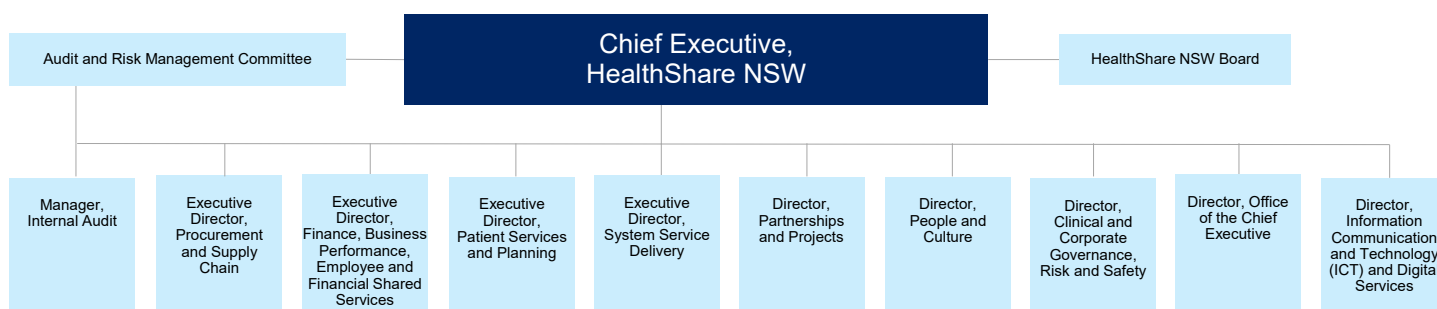 Chief Executive,
HealthShare NSW
Audit and Risk Management Committee
HealthShare NSW Board
Manager,
Internal Audit
Executive
Director,
Procurement
and Supply
Chain
Executive
Director,
Finance, Business
Performance,
Employee and
Financial Shared
Services
Executive
Director,
Patient Services
and Planning
Executive
Director,
System Service
Delivery
Director,
Partnerships
and Projects
Director,
People and
Culture
Director,
Clinical and
Corporate
Governance,
Risk and Safety
Director, Office
of the Chief
Executive
Director,
Information
Communication
and Technology
(ICT) and Digital
Services